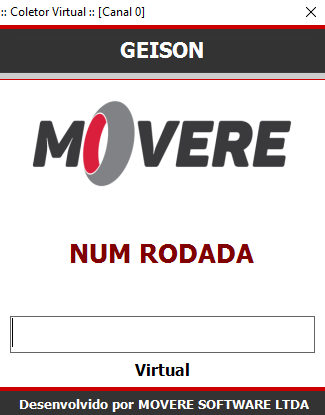 :: Coletor Virtual :: [Canal 0]
GEISON
MOVERE
NUM RODADA
Virtual
Desenvolvido por MOVERE SOFTWARE LTDA